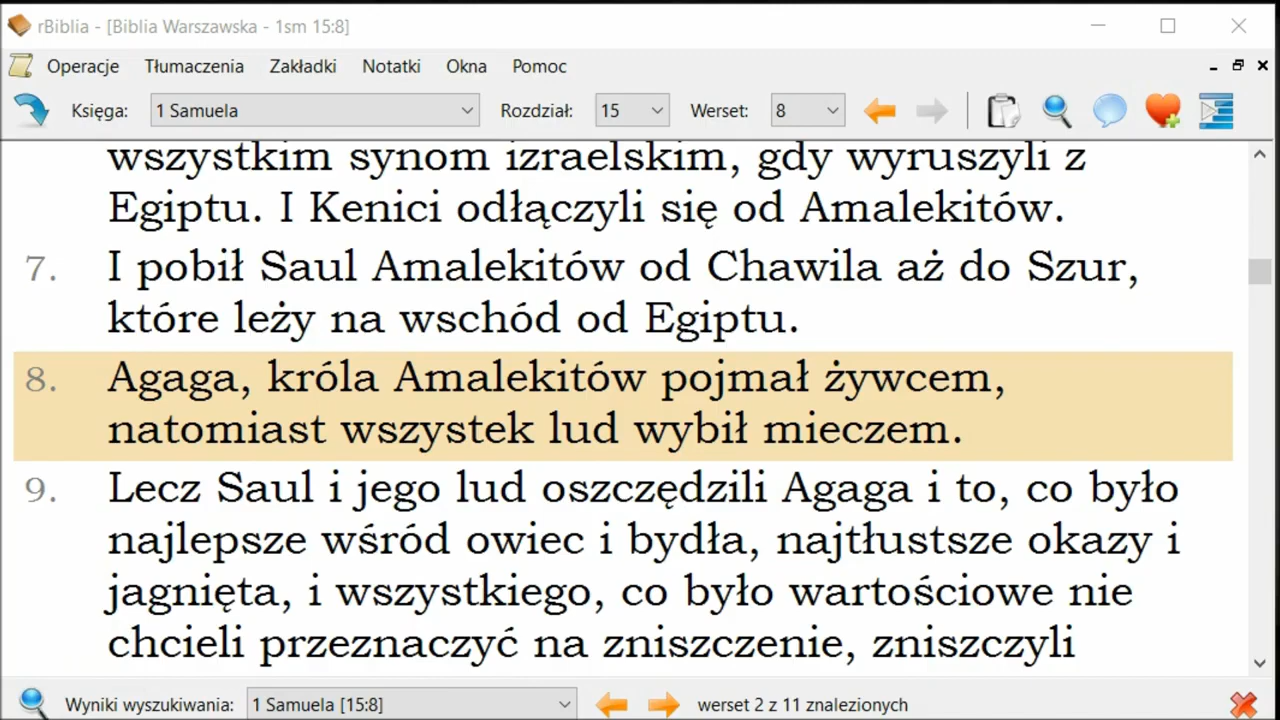 rBiblia - [Biblia Warszawska - 1sm 15:8]
Operacje Tłumaczenia Zakładki Notatki Okna Pomoc
Księga: 1 Samuela Rozdział: 15 Werset: 8
wszystkim synom izraelskim, gdy wyruszyli z
Egiptu. I Kenici odłączyli się od Amalekitów.
7. I pobił Saul Amalekitów od Chawila aż do Szur,
które leży na wschód od Egiptu.
8. Agaga, króla Amalekitów pojmał żywcem,
natomiast wszystek lud wybił mieczem.
9. Lecz Saul i jego lud oszczędzili Agaga i to, co było
najlepsze wśród owiec i bydła, najtłustsze okazy i
jagnięta, i wszystkiego, co było wartościowe nie
chcieli przeznaczyć na zniszczenie, zniszczyli
Wyniki wyszukiwania: 1 Samuela [15:8] werset 2 z 11 znalezionych